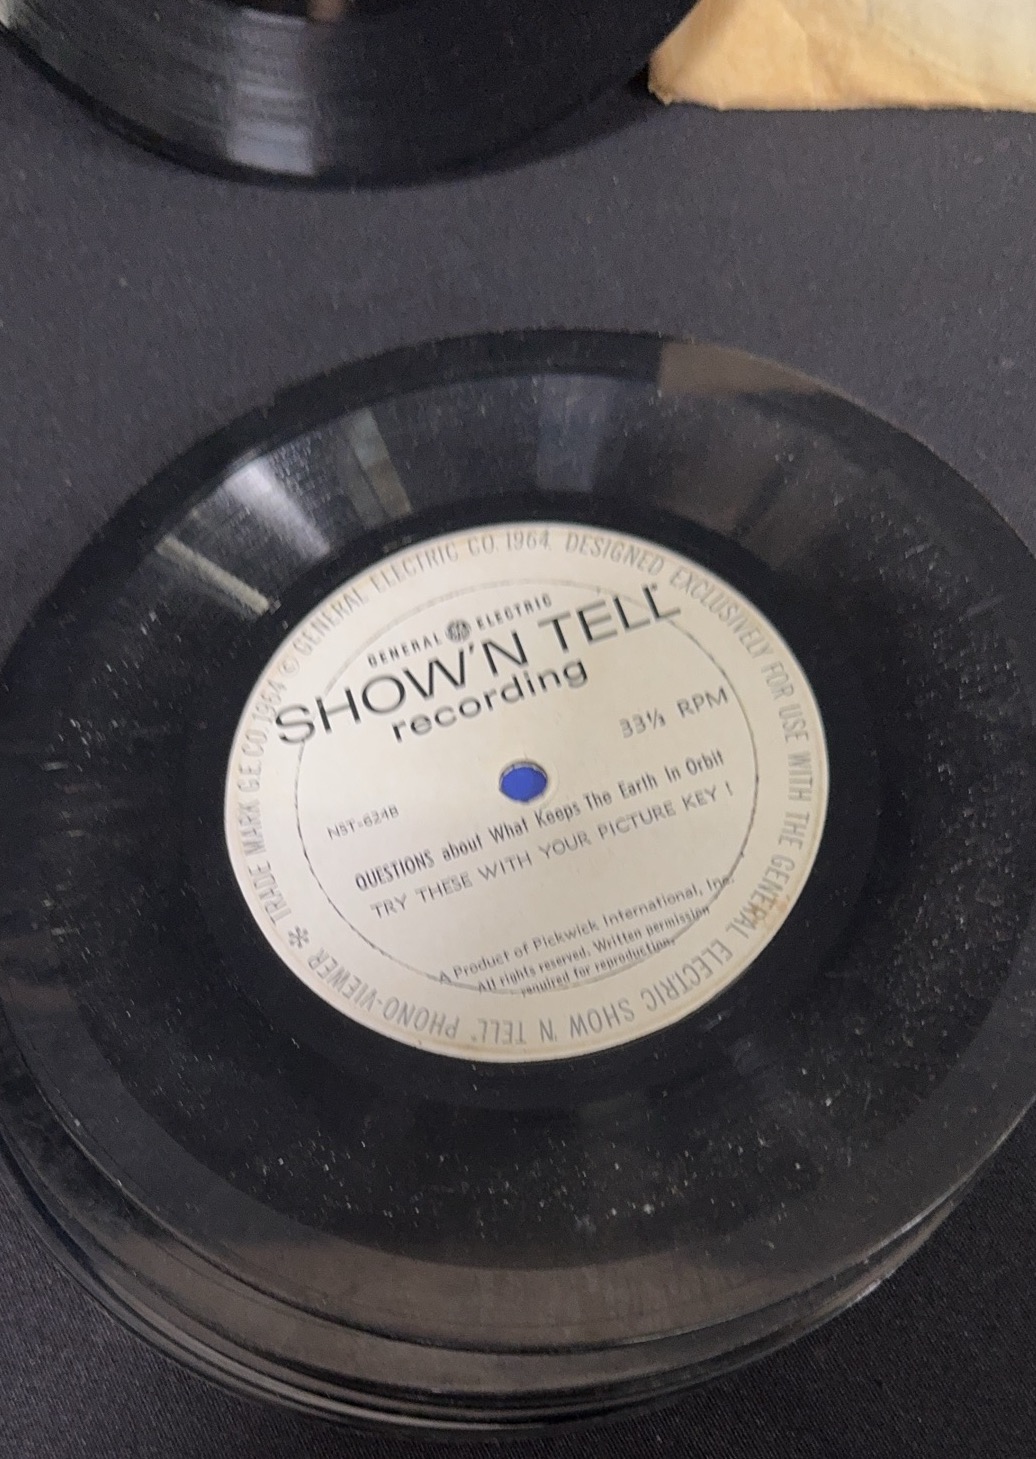 * TRADE MARK G.E.CO. 1964 © GENERAL ELECTRIC CO. 1964. DESIGNED EXCLUSIVELY FOR USE WITH THE GENERAL ELECTRIC SHOW 'N TELL" PHONO-VIEWER
GENERAL GE ELECTRIC
SHOW'N TELL*
recording
33⅓ RPM
NST-624B
QUESTIONS about What Keeps The Earth In Orbit
TRY THESE WITH YOUR PICTURE KEY !
A Product of Pickwick International, Inc.
All rights reserved. Written permission
required for reproduction.